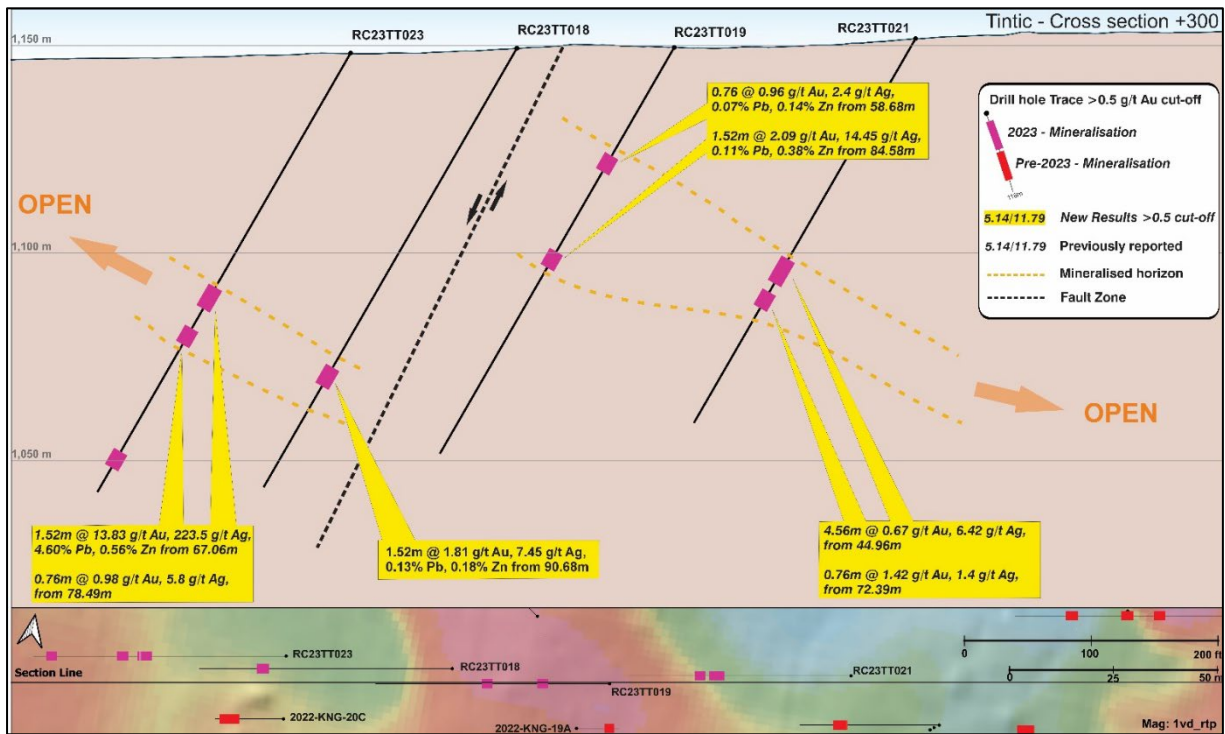 Tintic - Cross section +300
RC23TT023
RC23TT018
RC23TT019
RC23TT021
1,150 m
0.76 @ 0.96 g/t Au, 2.4 g/t Ag,
0.07% Pb, 0.14% Zn from 58.68m
1.52m @ 2.09 g/t Au, 14.45 g/t Ag,
0.11% Pb, 0.38% Zn from 84.58m
Drill hole Trace >0.5 g/t Au cut-off
2023 - Mineralisation
Pre-2023 - Mineralisation
5.14/11.79 New Results >0.5 cut-off
5.14/11.79 Previously reported
Mineralised horizon
Fault Zone
OPEN
1,100 m
OPEN
1,050 m
1.52m @ 13.83 g/t Au, 223.5 g/t Ag,
4.60% Pb, 0.56% Zn from 67.06m
0.76m @ 0.98 g/t Au, 5.8 g/t Ag,
from 78.49m
1.52m @ 1.81 g/t Au, 7.45 g/t Ag,
0.13% Pb, 0.18% Zn from 90.68m
4.56m @ 0.67 g/t Au, 6.42 g/t Ag,
from 44.96m
0.76m @ 1.42 g/t Au, 1.4 g/t Ag,
from 72.39m
RC23TT023
Section Line
RC23TT018
RC23TT019
RC23TT021
2022-KNG-20C
2022-KNG-19A
0 100 200 ft
0 25 50 m
Mag: 1vd_rtp